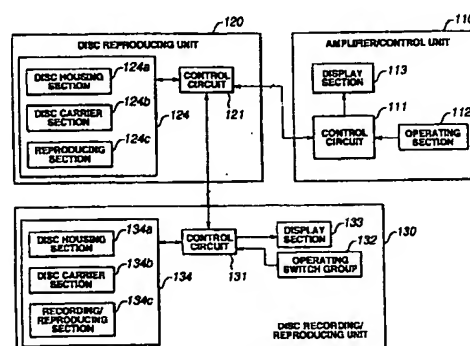 120
DISC REPRODUCING UNIT
124a
DISC HOUSING
SECTION
124b
DISC CARRIER
SECTION
124c
REPRODUCING
SECTION
124
CONTROL
CIRCUIT
121
110
AMPLIFIER/CONTROL UNIT
DISPLAY
SECTION
113
111
CONTROL
CIRCUIT
112
OPERATING
SECTION
130
134a
DISC HOUSING
SECTION
134b
DISC CARRIER
SECTION
134c
RECORDING/
REPRODUCING
SECTION
134
CONTROL
CIRCUIT
131
DISPLAY
SECTION
133
132
OPERATING
SWITCH GROUP
DISC RECORDING/
REPRODUCING UNIT